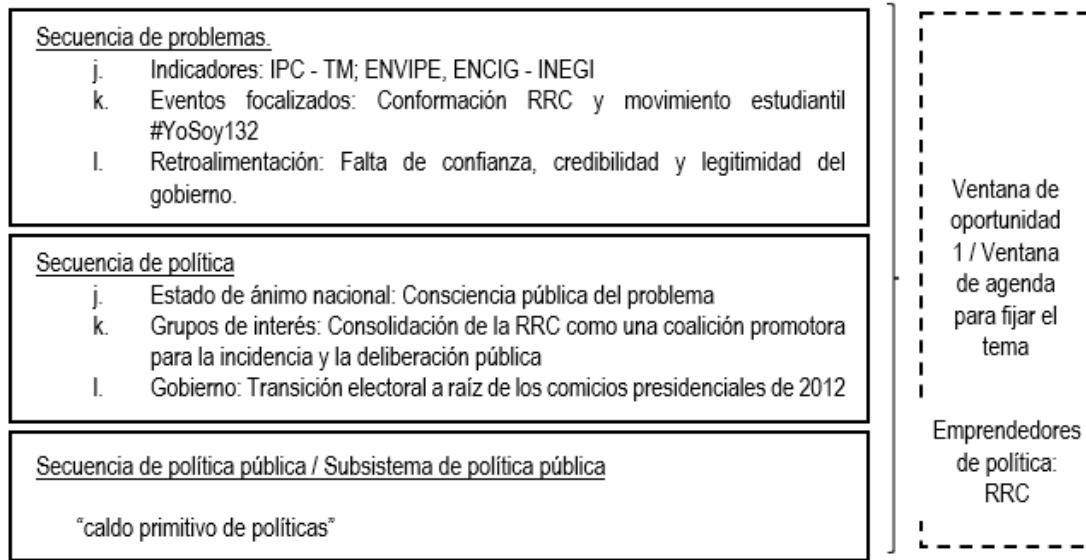 Secuencia de problemas.
j. Indicadores: IPC - TM; ENVIPE, ENCIG - INEGI
k. Eventos focalizados: Conformación RRC y movimiento estudiantil
#YoSoy132
l. Retroalimentación: Falta de confianza, credibilidad y legitimidad del
gobierno.
Secuencia de política
j. Estado de ánimo nacional: Consciencia pública del problema
k. Grupos de interés: Consolidación de la RRC como una coalición promotora
para la incidencia y la deliberación pública
l. Gobierno: Transición electoral a raíz de los comicios presidenciales de 2012
Secuencia de política pública / Subsistema de política pública
“caldo primitivo de políticas”
Ventana de
oportunidad
1 / Ventana
de agenda
para fijar el
tema
Emprendedores
de política:
RRC